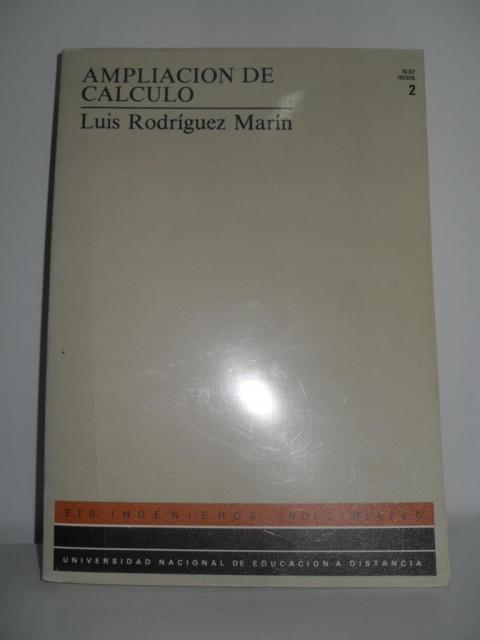 AMPLIACION DE
CALCULO
Luis Rodríguez Marín
2
E.T.S. INGENIEROS INDUSTRIALES
UNIVERSIDAD NACIONAL DE EDUCACION A DISTANCIA